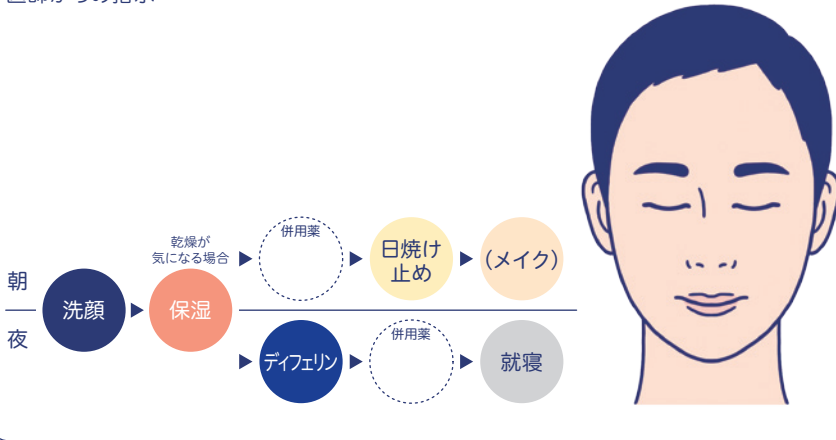 乾燥が
気になる場合
併用薬
日焼け
止め
(メイク)
朝
洗顔
保湿
夜
ディフェリン
併用薬
就寝